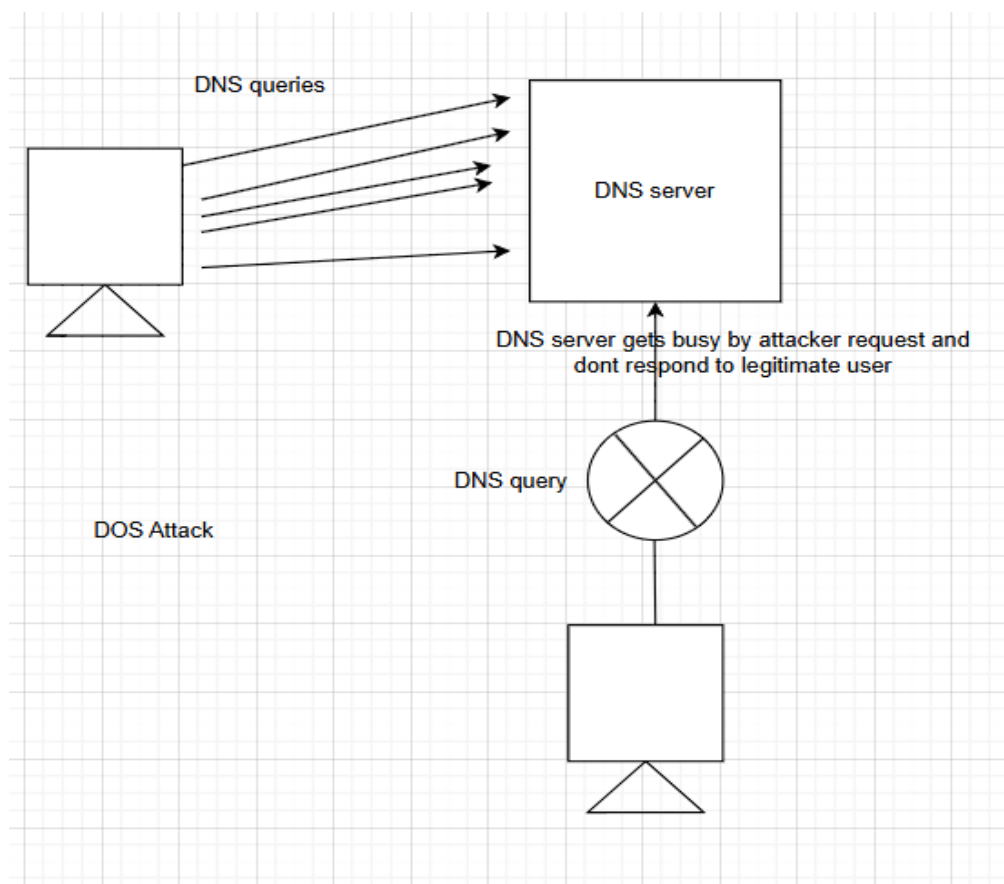 DNS queries
DNS server
DNS server gets busy by attacker request and
dont respond to legitimate user
DNS query
DOS Attack